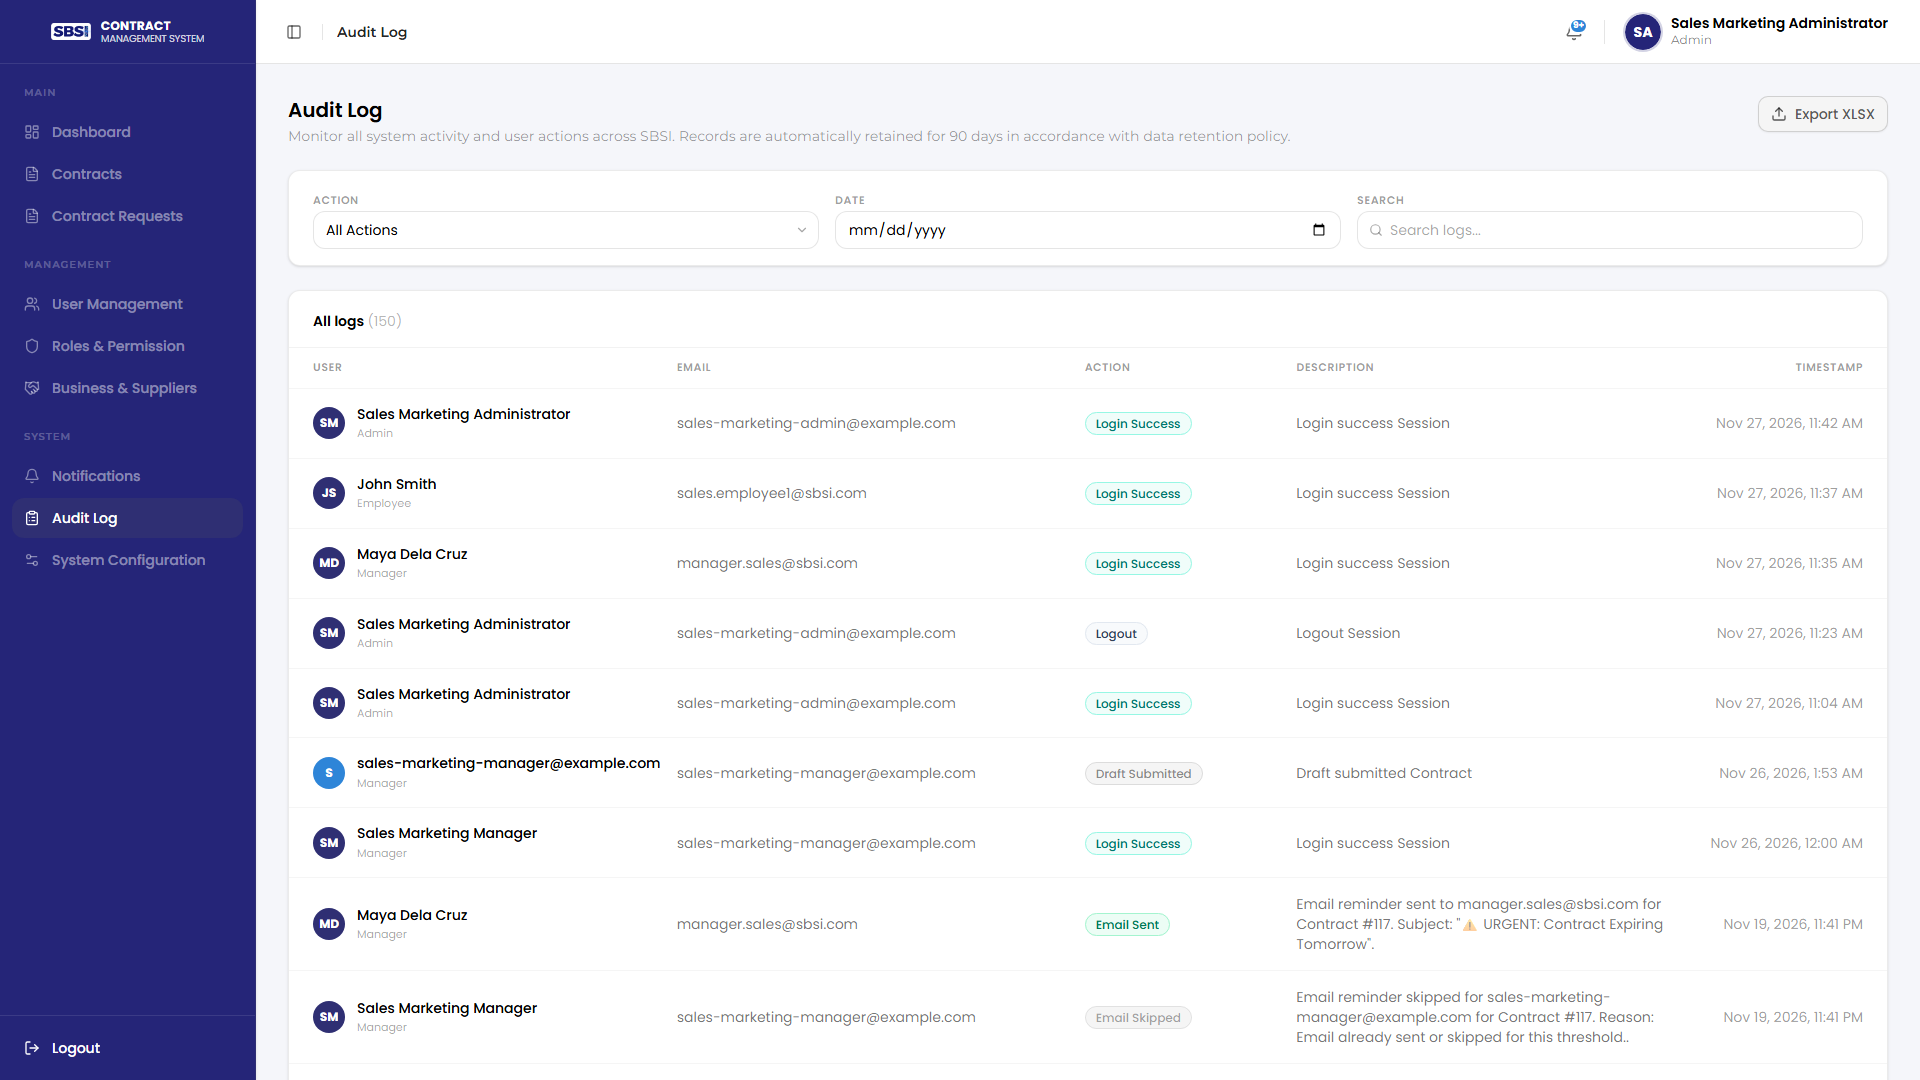 SBSI
CONTRACT
MANAGEMENT SYSTEM
MAIN
Dashboard
Contracts
Contract Requests
MANAGEMENT
User Management
Roles & Permission
Business & Suppliers
SYSTEM
Notifications
Audit Log
System Configuration
Logout
Audit Log
9+
SA
Sales Marketing Administrator
Admin
Audit Log
Monitor all system activity and user actions across SBSI. Records are automatically retained for 90 days in accordance with data retention policy.
Export XLSX
ACTION
All Actions
DATE
mm/dd/yyyy
SEARCH
Search logs...
All logs (150)
USER EMAIL ACTION DESCRIPTION TIMESTAMP
SM Sales Marketing Administrator
Admin
sales-marketing-admin@example.com Login Success Login success Session Nov 27, 2026, 11:42 AM
JS John Smith
Employee
sales.employee1@sbsi.com Login Success Login success Session Nov 27, 2026, 11:37 AM
MD Maya Dela Cruz
Manager
manager.sales@sbsi.com Login Success Login success Session Nov 27, 2026, 11:35 AM
SM Sales Marketing Administrator
Admin
sales-marketing-admin@example.com Logout Logout Session Nov 27, 2026, 11:23 AM
SM Sales Marketing Administrator
Admin
sales-marketing-admin@example.com Login Success Login success Session Nov 27, 2026, 11:04 AM
S sales-marketing-manager@example.com
Manager
sales-marketing-manager@example.com Draft Submitted Draft submitted Contract Nov 26, 2026, 1:53 AM
SM Sales Marketing Manager
Manager
sales-marketing-manager@example.com Login Success Login success Session Nov 26, 2026, 12:00 AM
MD Maya Dela Cruz
Manager
manager.sales@sbsi.com Email Sent
Email reminder sent to manager.sales@sbsi.com for
Contract #117. Subject: "⚠️ URGENT: Contract Expiring
Tomorrow".
Nov 19, 2026, 11:41 PM
SM Sales Marketing Manager
Manager
sales-marketing-manager@example.com Email Skipped
Email reminder skipped for sales-marketing-
manager@example.com for Contract #117. Reason:
Email already sent or skipped for this threshold..
Nov 19, 2026, 11:41 PM